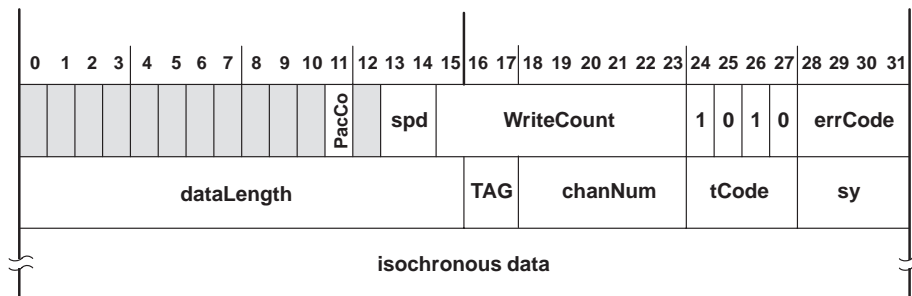 0 1 2 3 4 5 6 7 8 9 10 11 12 13 14 15 16 17 18 19 20 21 22 23 24 25 26 27 28 29 30 31
PacCo spd WriteCount 1 0 1 0 errCode
dataLength TAG chanNum tCode sy
isochronous data